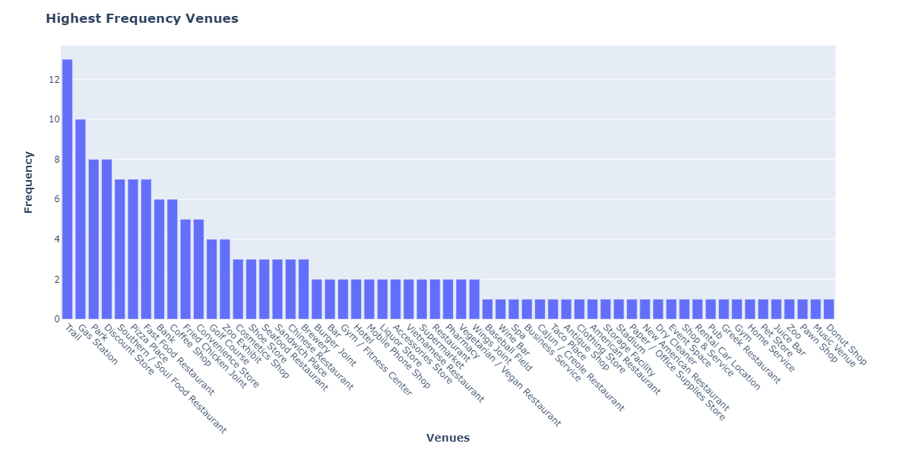 Highest Frequency Venues
Frequency
12
10
8
6
4
2
0
Trail
Gas Station
Park
Discount Store
Southern / Soul Food Restaurant
Pizza Place
Fast Food Restaurant
Bank
Coffee Shop
Fried Chicken Joint
Convenience Store
Golf Course
Zoo Exhibit
Cosmetics Shop
Shoe Store
Seafood Restaurant
Sandwich Place
Chinese Restaurant
Brewery
Burger Joint
Bar
Gym / Fitness Center
Hotel
Mobile Phone Shop
Liquor Store
Accessories Store
Vietnamese Restaurant
Supermarket
Restaurant
Pharmacy
Vegetarian / Vegan Restaurant
Wings Joint
Baseball Field
Wine Bar
Spa
Business Service
Cajun / Creole Restaurant
Taco Place
Antique Shop
Clothing Store
American Restaurant
Storage Facility
Stadium
Paper / Office Supplies Store
New American Restaurant
Dry Cleaner
Event Space
Shop & Service
Rental Car Location
Pub
Greek Restaurant
Gym
Home Service
Pet Store
Juice Bar
Zoo
Pawn Shop
Music Venue
Donut Shop
Venues